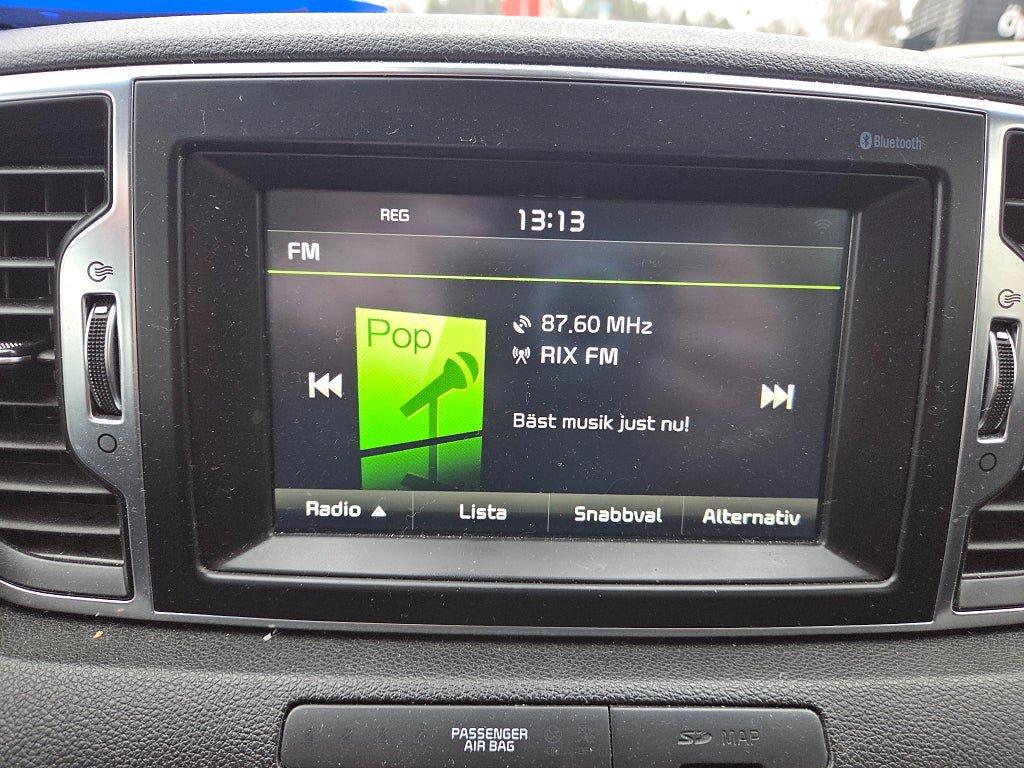 Bluetooth
REG 13:13
FM
Pop
87.60 MHz
RIX FM
Bäst musik just nu!
Radio Lista Snabbval Alternativ
PASSENGER
AIR BAG
SD MAP